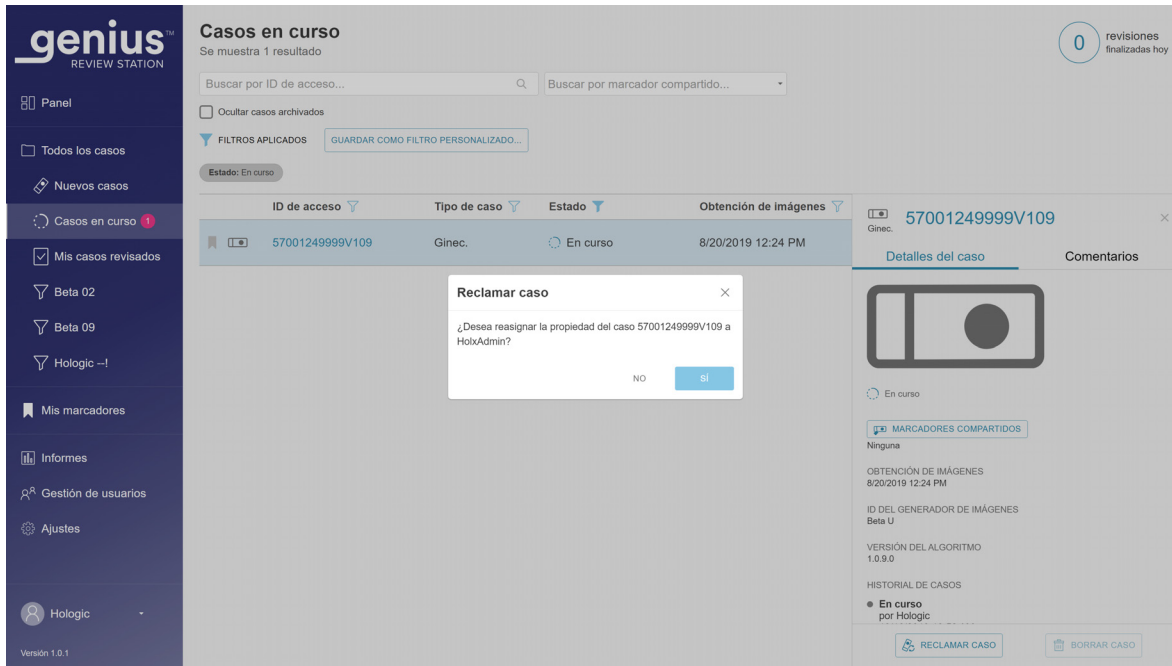 genius™
REVIEW STATION
Panel
Todos los casos
Nuevos casos
Casos en curso 1
Mis casos revisados
Beta 02
Beta 09
Hologic --!
Mis marcadores
Informes
Gestión de usuarios
Ajustes
Hologic
Versión 1.0.1
Casos en curso
Se muestra 1 resultado
0 revisiones
finalizadas hoy
Buscar por ID de acceso... Buscar por marcador compartido...
Ocultar casos archivados
FILTROS APLICADOS GUARDAR COMO FILTRO PERSONALIZADO...
Estado: En curso
ID de acceso Tipo de caso Estado Obtención de imágenes
57001249999V109 Ginec. En curso 8/20/2019 12:24 PM
Reclamar caso
¿Desea reasignar la propiedad del caso 57001249999V109 a
HolxAdmin?
NO SÍ
Ginec. 57001249999V109
Detalles del caso Comentarios
En curso
MARCADORES COMPARTIDOS
Ninguna
OBTENCIÓN DE IMÁGENES
8/20/2019 12:24 PM
ID DEL GENERADOR DE IMÁGENES
Beta U
VERSIÓN DEL ALGORITMO
1.0.9.0
HISTORIAL DE CASOS
En curso
por Hologic
RECLAMAR CASO BORRAR CASO